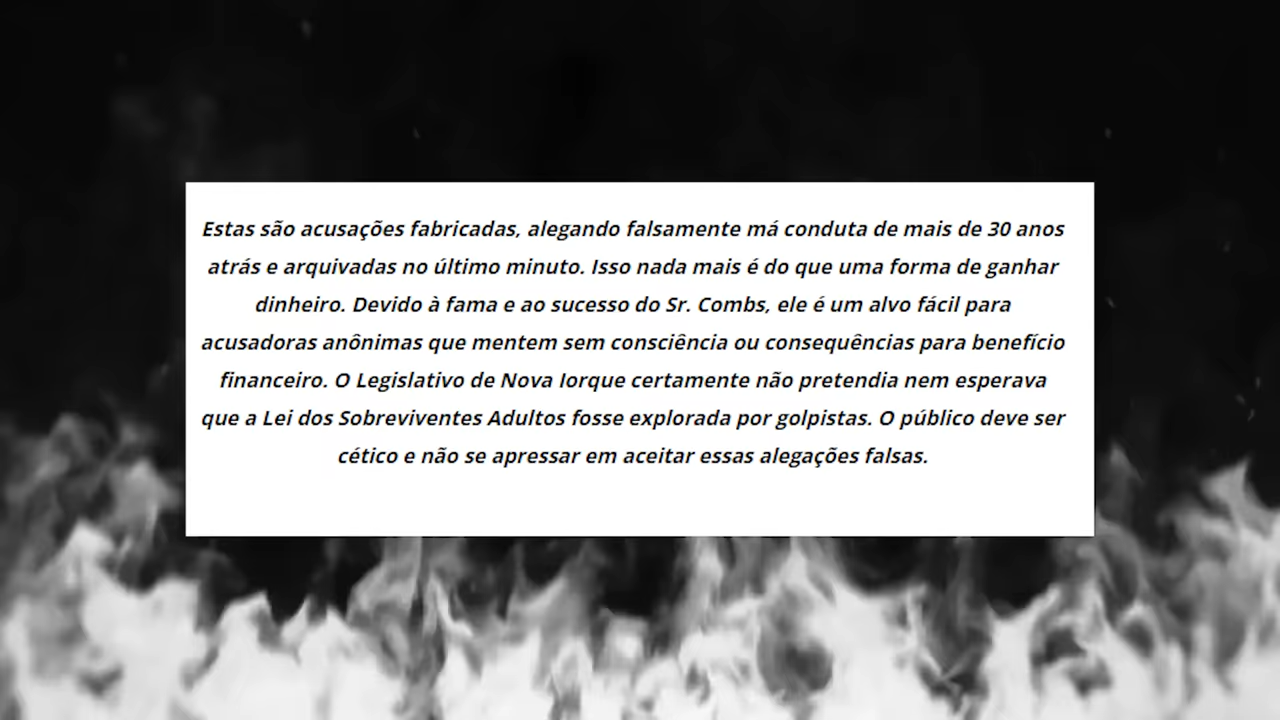 Estas são acusações fabricadas, alegando falsamente má conduta de mais de 30 anos
atrás e arquivadas no último minuto. Isso nada mais é do que uma forma de ganhar
dinheiro. Devido à fama e ao sucesso do Sr. Combs, ele é um alvo fácil para
acusadoras anônimas que mentem sem consciência ou consequências para benefício
financeiro. O Legislativo de Nova Iorque certamente não pretendia nem esperava
que a Lei dos Sobreviventes Adultos fosse explorada por golpistas. O público deve ser
cético e não se apressar em aceitar essas alegações falsas.